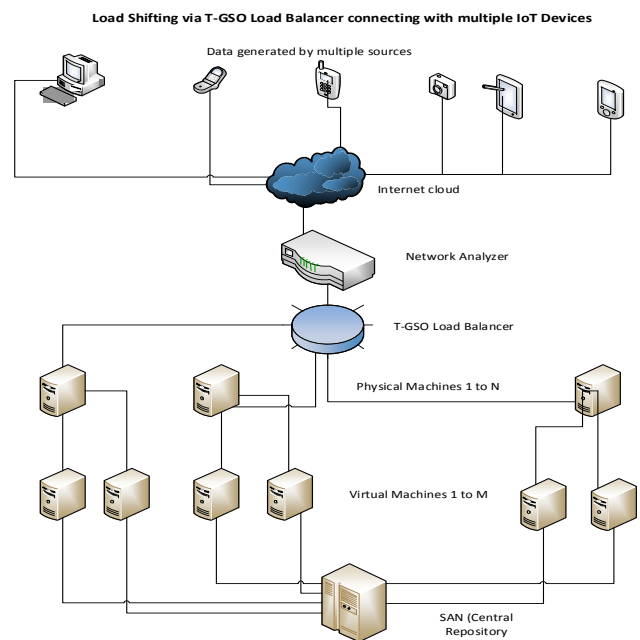 Load Shifting via T-GSO Load Balancer connecting with multiple IoT Devices
Data generated by multiple sources
Internet cloud
Network Analyzer
T-GSO Load Balancer
Physical Machines 1 to N
Virtual Machines 1 to M
SAN (Central
Repository